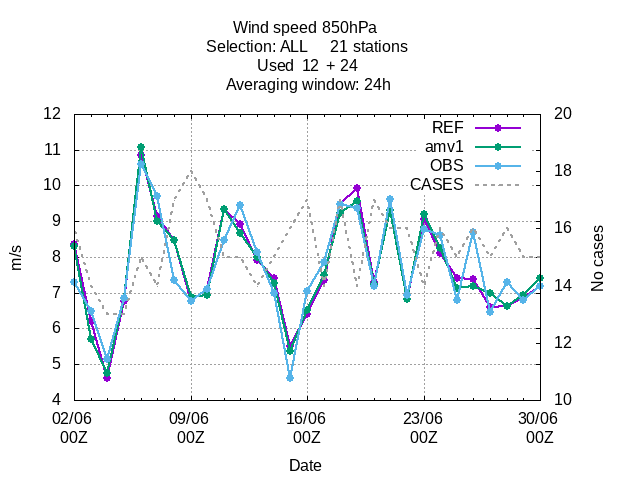 Wind speed 850hPa
Selection: ALL 21 stations
Used 12 + 24
Averaging window: 24h
12
11
10
9
8
7
6
5
4
m/s
20
18
16
14
12
10
No cases
REF
amv1
OBS
CASES
02/06 09/06 16/06 23/06 30/06
00Z 00Z 00Z 00Z 00Z
Date